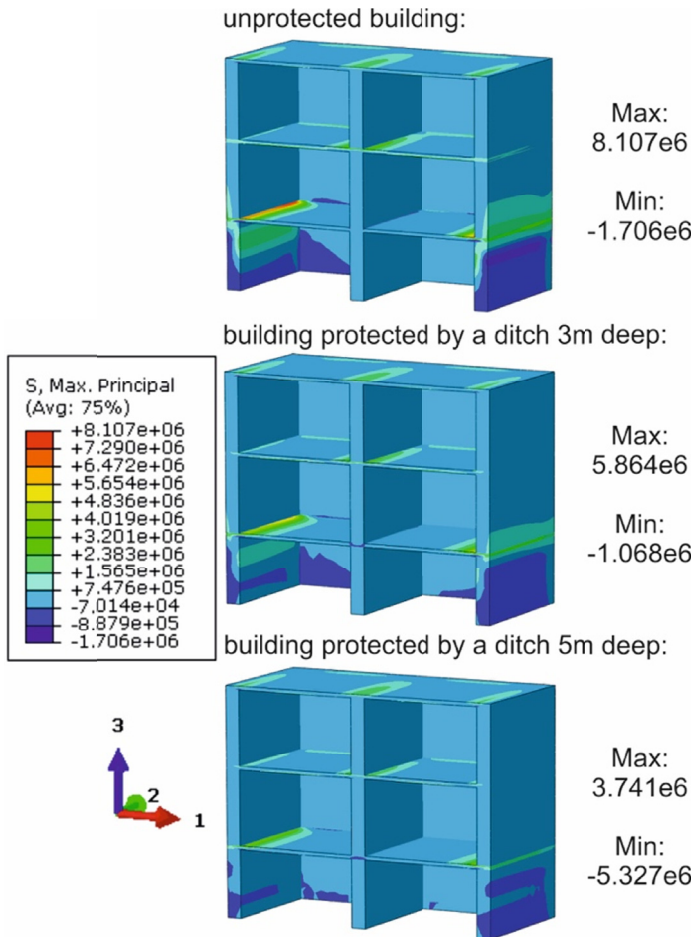 unprotected building:
Max:
8.107e6
Min:
-1.706e6
building protected by a ditch 3m deep:
S, Max. Principal
(Avg: 75%)
+8.107e+06
+7.290e+06
+6.472e+06
+5.654e+06
+4.836e+06
+4.019e+06
+3.201e+06
+2.383e+06
+1.565e+06
+7.476e+05
-7.014e+04
-8.879e+05
-1.706e+06
Max:
5.864e6
Min:
-1.068e6
building protected by a ditch 5m deep:
3
2
1
Max:
3.741e6
Min:
-5.327e6